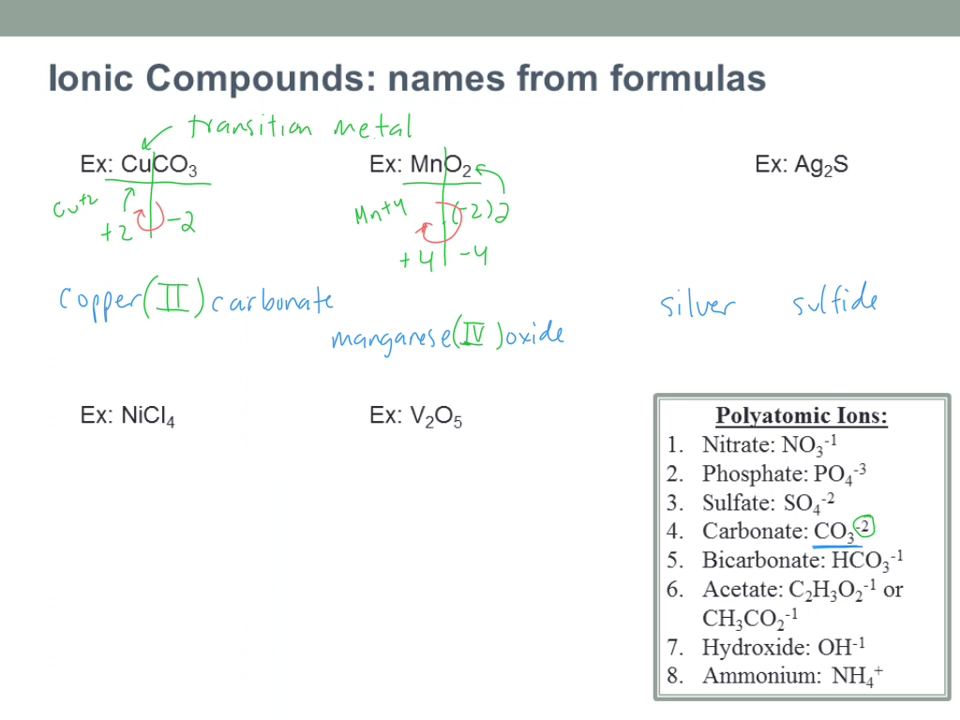 Ionic Compounds: names from formulas
transition metal
Ex: CuCO₃
Ex: MnO₂
Ex: Ag₂S
Cu⁺²
+2
-2
Mn⁺⁴
(-2)2
+4
-4
copper(II) carbonate
manganese(IV) oxide
silver sulfide
Ex: NiCl₄
Ex: V₂O₅
Polyatomic Ions:
1. Nitrate: NO₃⁻¹
2. Phosphate: PO₄⁻³
3. Sulfate: SO₄⁻²
4. Carbonate: CO₃⁻²
5. Bicarbonate: HCO₃⁻¹
6. Acetate: C₂H₃O₂⁻¹ or
CH₃CO₂⁻¹
7. Hydroxide: OH⁻¹
8. Ammonium: NH₄⁺